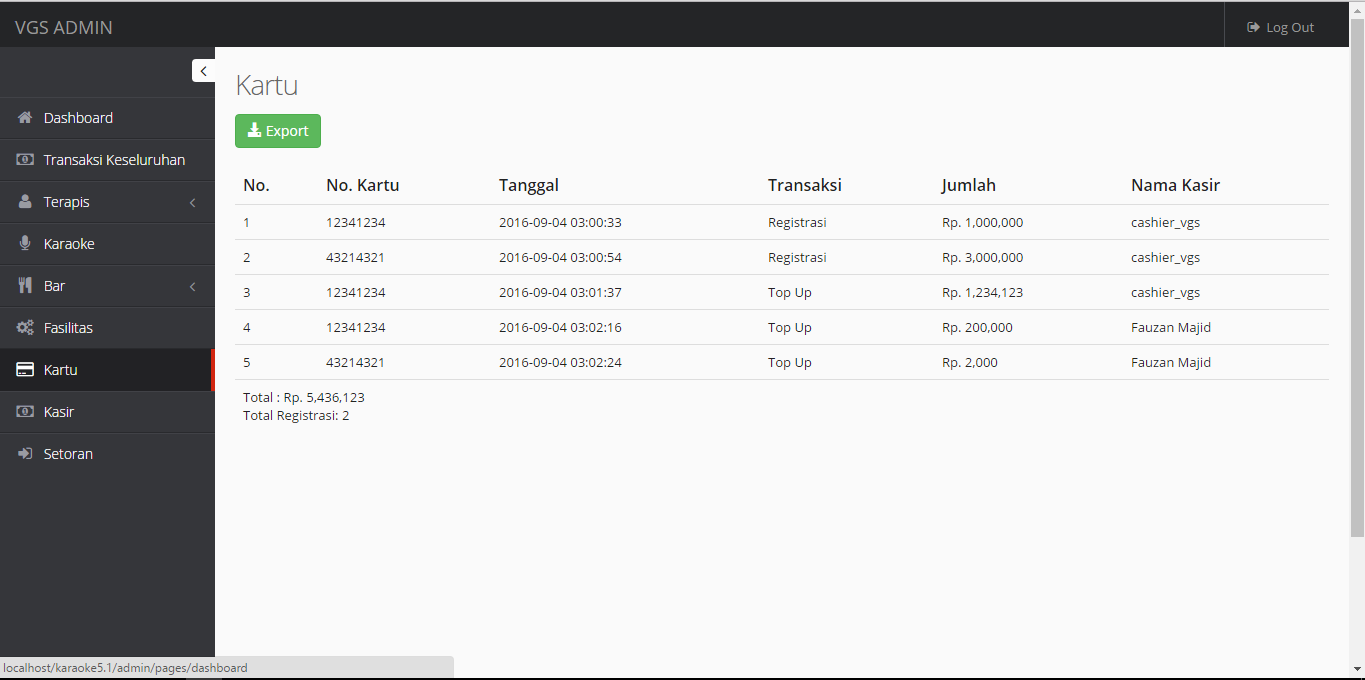 VGS ADMIN
Log Out
Dashboard
Transaksi Keseluruhan
Terapis
Karaoke
Bar
Fasilitas
Kartu
Kasir
Setoran
Kartu
Export
No. No. Kartu Tanggal Transaksi Jumlah Nama Kasir
1 12341234 2016-09-04 03:00:33 Registrasi Rp. 1,000,000 cashier_vgs
2 43214321 2016-09-04 03:00:54 Registrasi Rp. 3,000,000 cashier_vgs
3 12341234 2016-09-04 03:01:37 Top Up Rp. 1,234,123 cashier_vgs
4 12341234 2016-09-04 03:02:16 Top Up Rp. 200,000 Fauzan Majid
5 43214321 2016-09-04 03:02:24 Top Up Rp. 2,000 Fauzan Majid
Total : Rp. 5,436,123
Total Registrasi: 2
localhost/karaoke5.1/admin/pages/dashboard